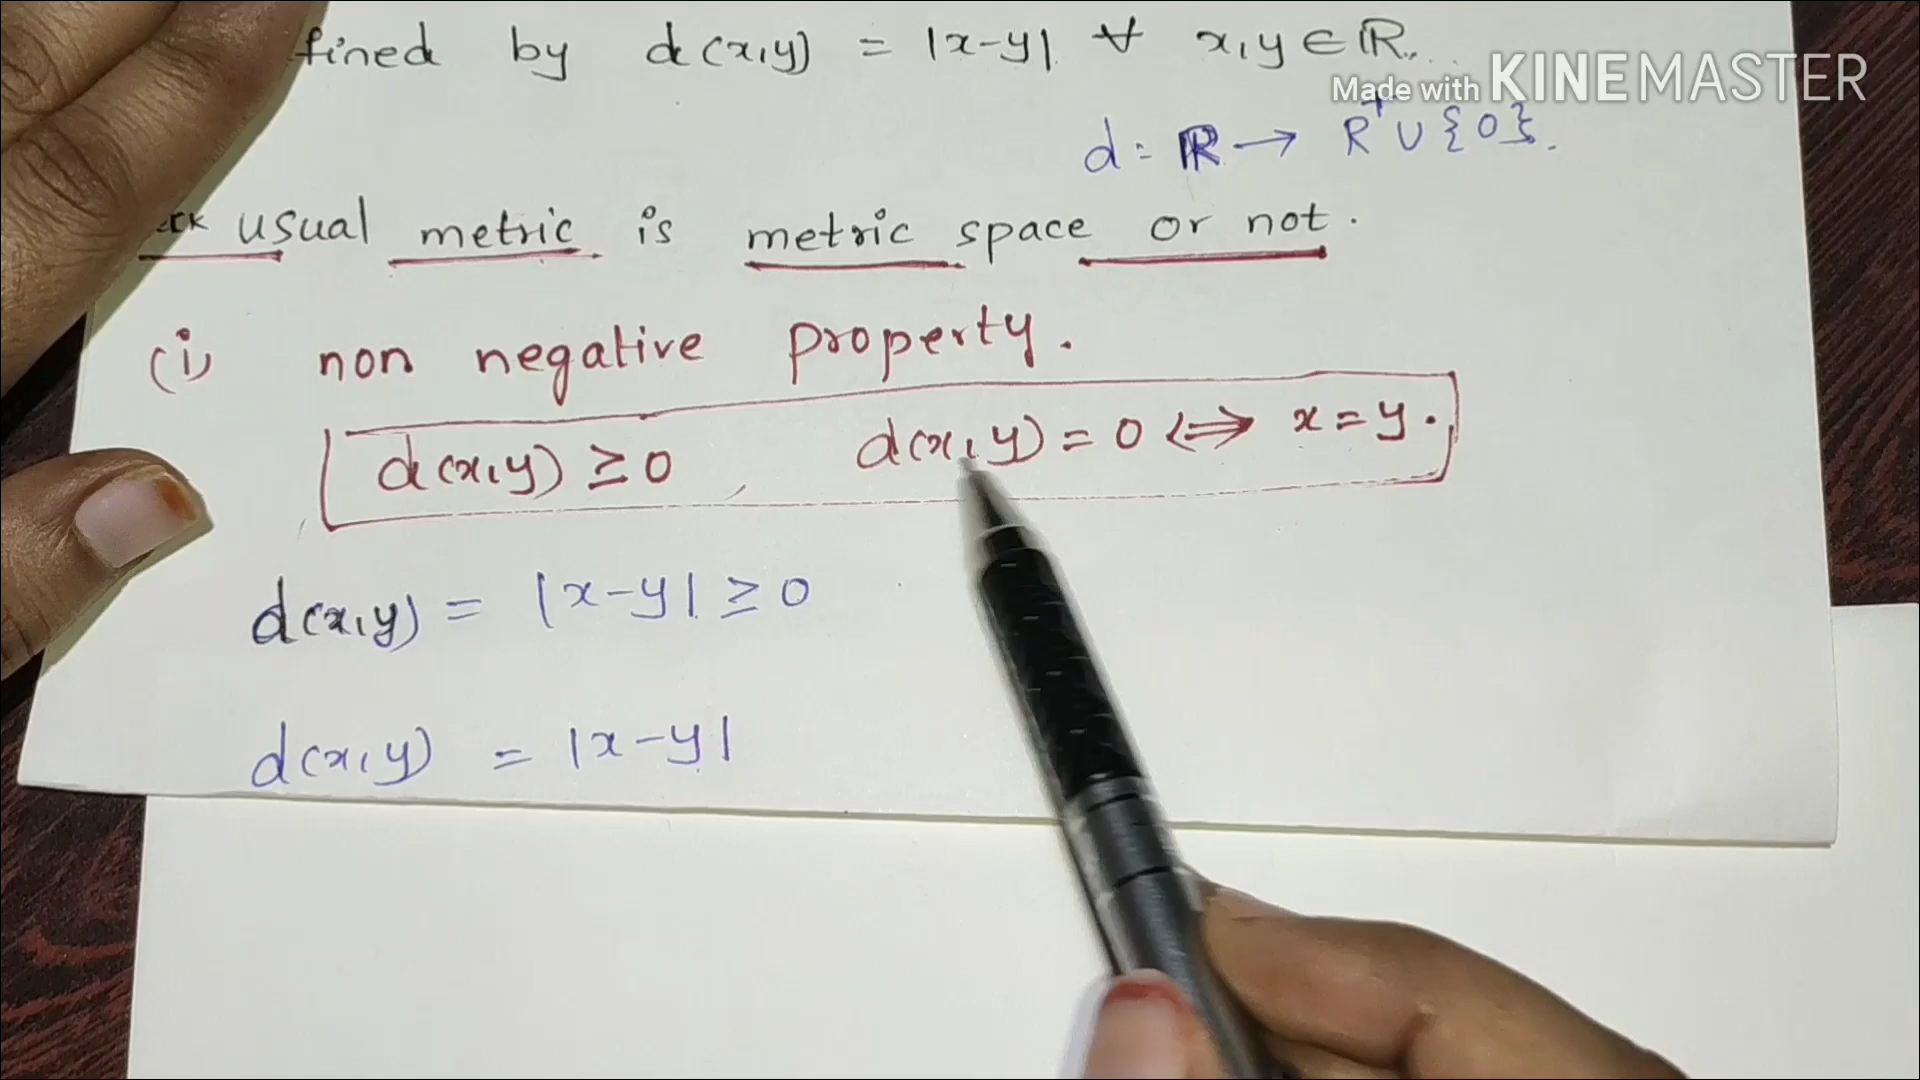 fined by d(x,y) = |x-y| ∀ x,y ∈ ℝ.
Made with KINEMASTER
d: ℝ → R⁺ ∪ {0}.
usual metric is metric space or not.
(i) non negative property.
d(x,y) ≥ 0 , d(x,y) = 0 ⟺ x = y.
d(x,y) = |x-y| ≥ 0
d(x,y) = |x-y|